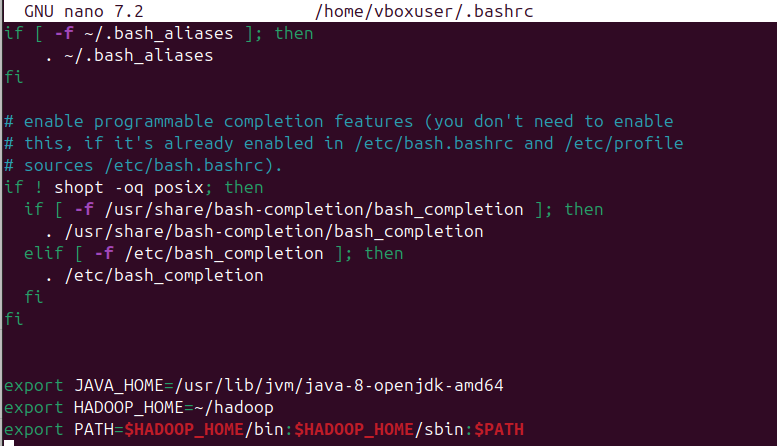 GNU nano 7.2 /home/vboxuser/.bashrc
if [ -f ~/.bash_aliases ]; then
    . ~/.bash_aliases
fi

# enable programmable completion features (you don't need to enable
# this, if it's already enabled in /etc/bash.bashrc and /etc/profile
# sources /etc/bash.bashrc).
if ! shopt -oq posix; then
  if [ -f /usr/share/bash-completion/bash_completion ]; then
    . /usr/share/bash-completion/bash_completion
  elif [ -f /etc/bash_completion ]; then
    . /etc/bash_completion
  fi
fi

export JAVA_HOME=/usr/lib/jvm/java-8-openjdk-amd64
export HADOOP_HOME=~/hadoop
export PATH=$HADOOP_HOME/bin:$HADOOP_HOME/sbin:$PATH